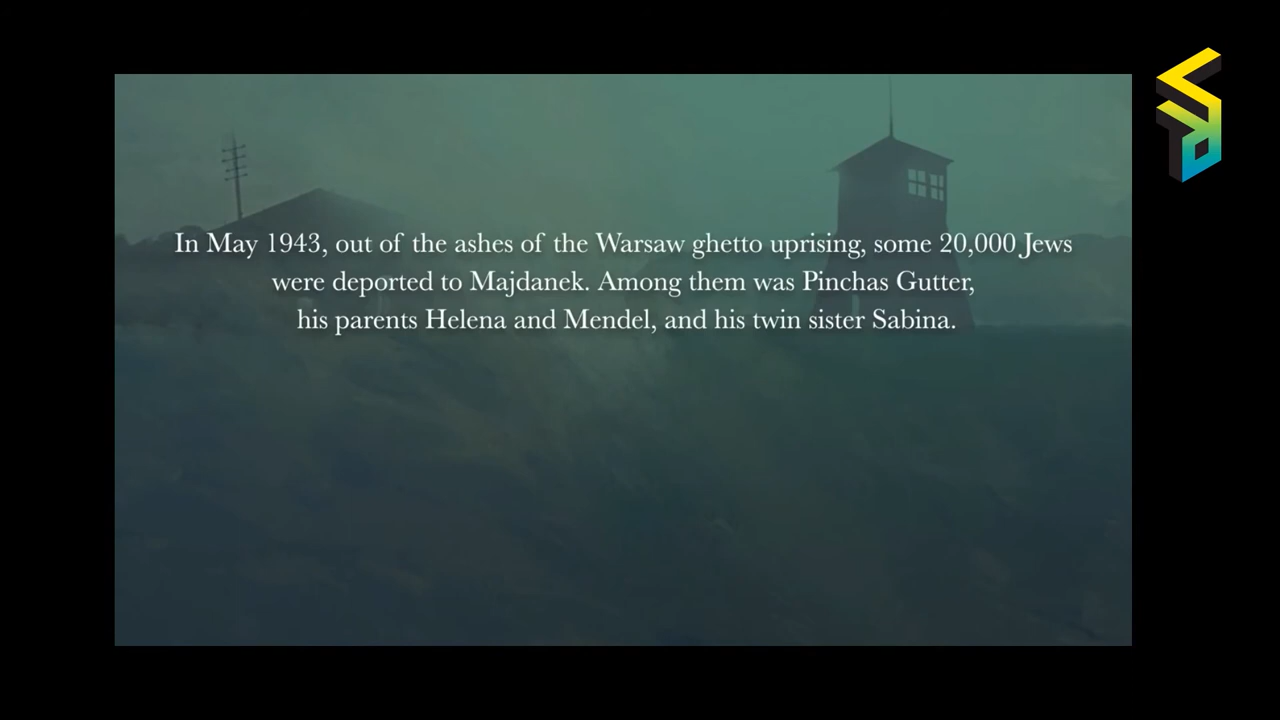 In May 1943, out of the ashes of the Warsaw ghetto uprising, some 20,000 Jews
were deported to Majdanek. Among them was Pinchas Gutter,
his parents Helena and Mendel, and his twin sister Sabina.